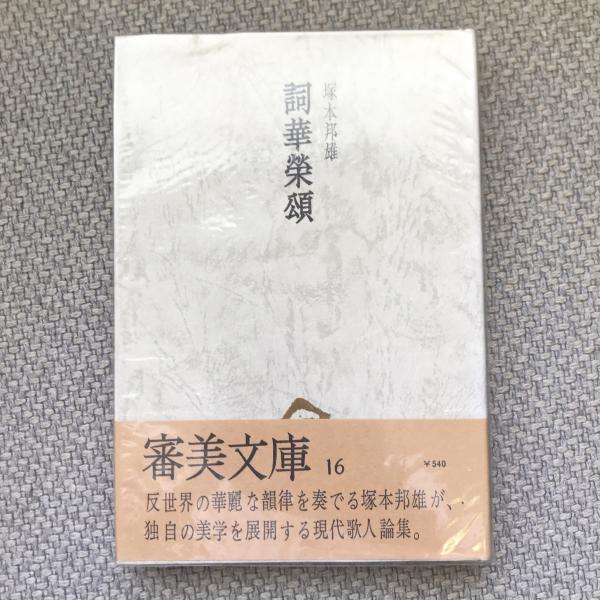 塚本邦雄
詞華榮頌
審美文庫 16
￥540
反世界の華麗な韻律を奏でる塚本邦雄が、
独自の美学を展開する現代歌人論集。